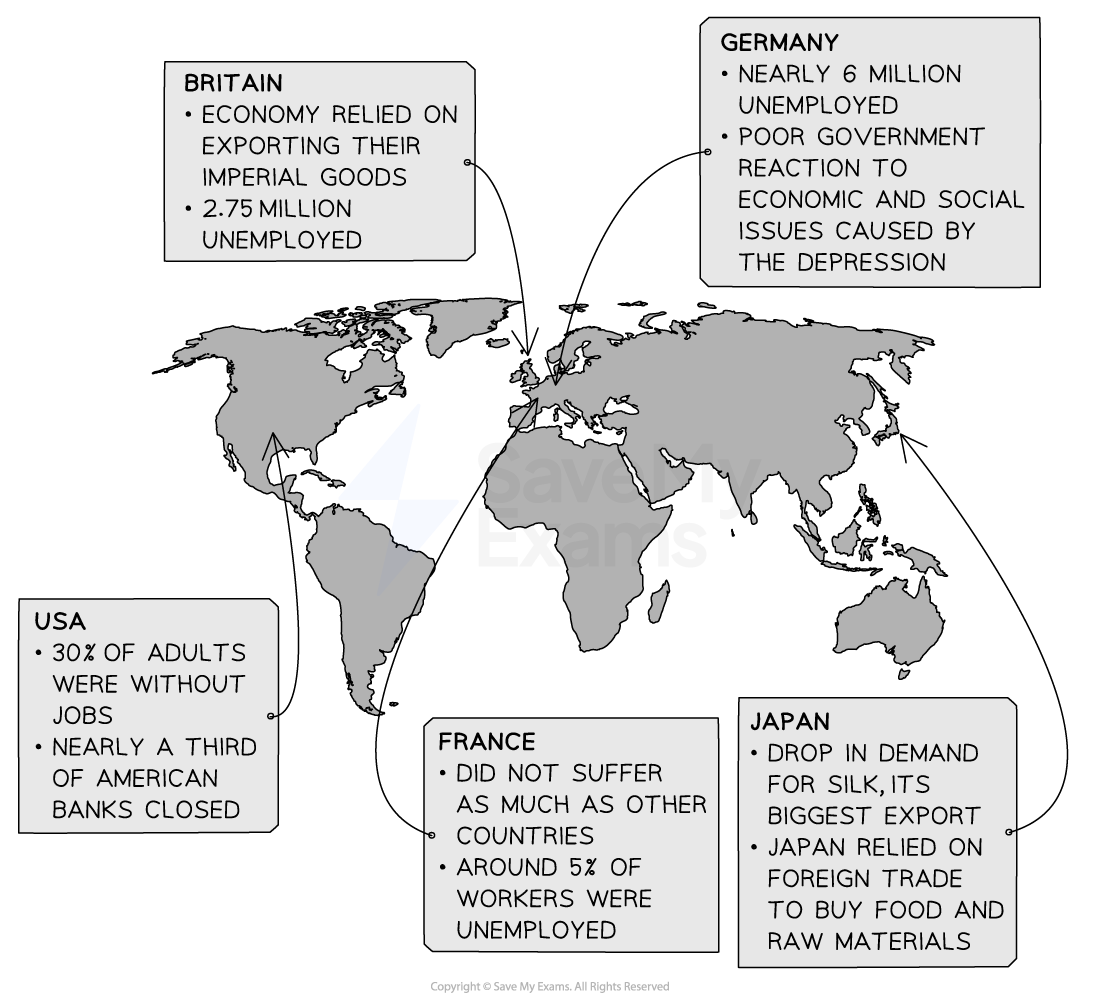 BRITAIN
• ECONOMY RELIED ON
EXPORTING THEIR
IMPERIAL GOODS
• 2.75 MILLION
UNEMPLOYED
GERMANY
• NEARLY 6 MILLION
UNEMPLOYED
• POOR GOVERNMENT
REACTION TO
ECONOMIC AND SOCIAL
ISSUES CAUSED BY
THE DEPRESSION
SaveMy
Exams
USA
• 30% OF ADULTS
WERE WITHOUT
JOBS
• NEARLY A THIRD
OF AMERICAN
BANKS CLOSED
FRANCE
• DID NOT SUFFER
AS MUCH AS OTHER
COUNTRIES
• AROUND 5% OF
WORKERS WERE
UNEMPLOYED
JAPAN
• DROP IN DEMAND
FOR SILK, ITS
BIGGEST EXPORT
• JAPAN RELIED ON
FOREIGN TRADE
TO BUY FOOD AND
RAW MATERIALS
Copyright © Save My Exams. All Rights Reserved